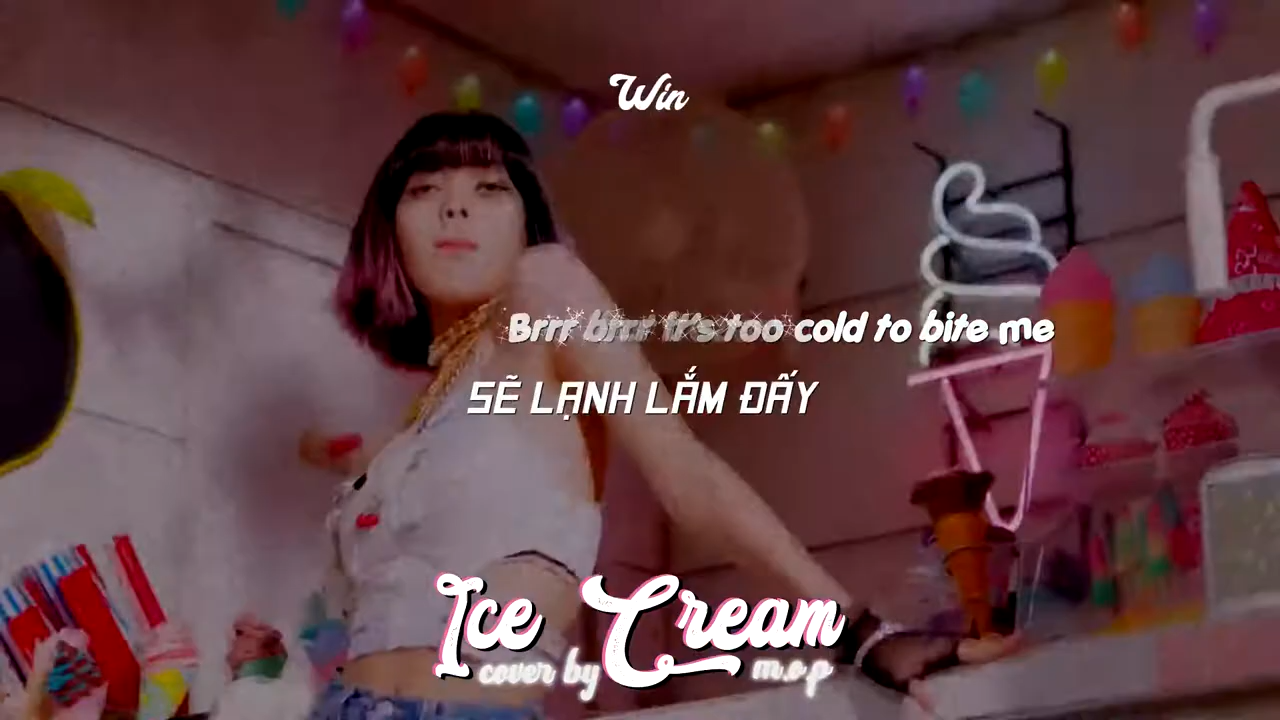 Win
Brrr brrr it's too cold to bite me
SẼ LẠNH LẮM ĐẤY
Ice Cream
cover by m.o.p